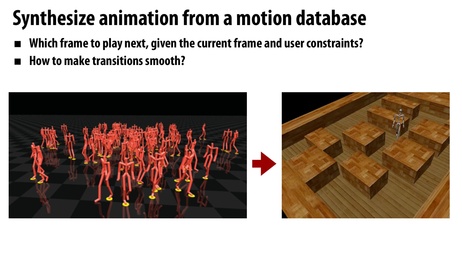 Synthesize animation from a motion database
▪ Which frame to play next, given the current frame and user constraints?
▪ How to make transitions smooth?